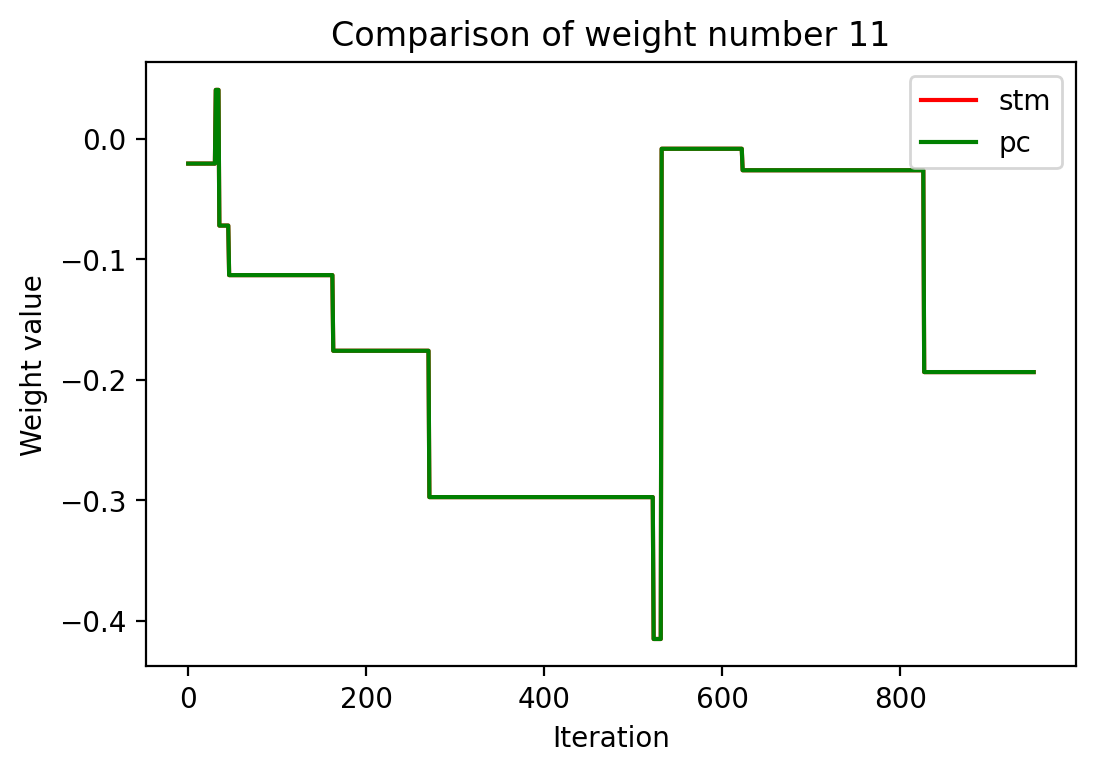 Comparison of weight number 11
stm
pc
0.0
−0.1
−0.2
−0.3
−0.4
Weight value
0 200 400 600 800
Iteration